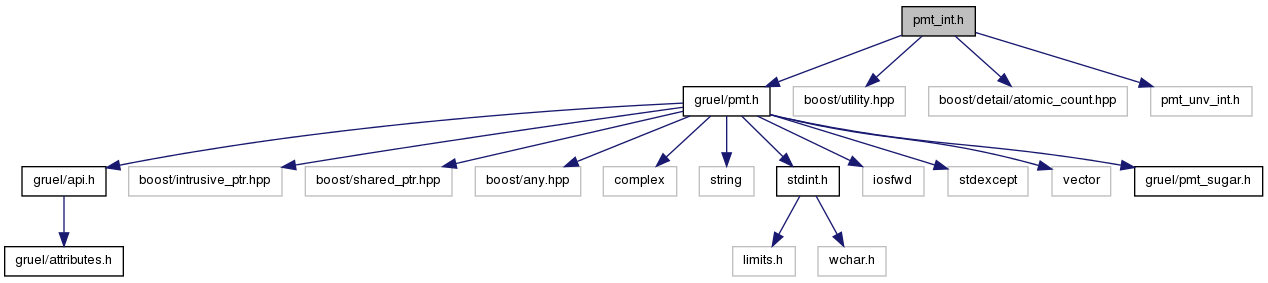 pmt_int.h
gruel/pmt.h
boost/utility.hpp
boost/detail/atomic_count.hpp
pmt_unv_int.h
gruel/api.h
boost/intrusive_ptr.hpp
boost/shared_ptr.hpp
boost/any.hpp
complex
string
stdint.h
iosfwd
stdexcept
vector
gruel/pmt_sugar.h
gruel/attributes.h
limits.h
wchar.h